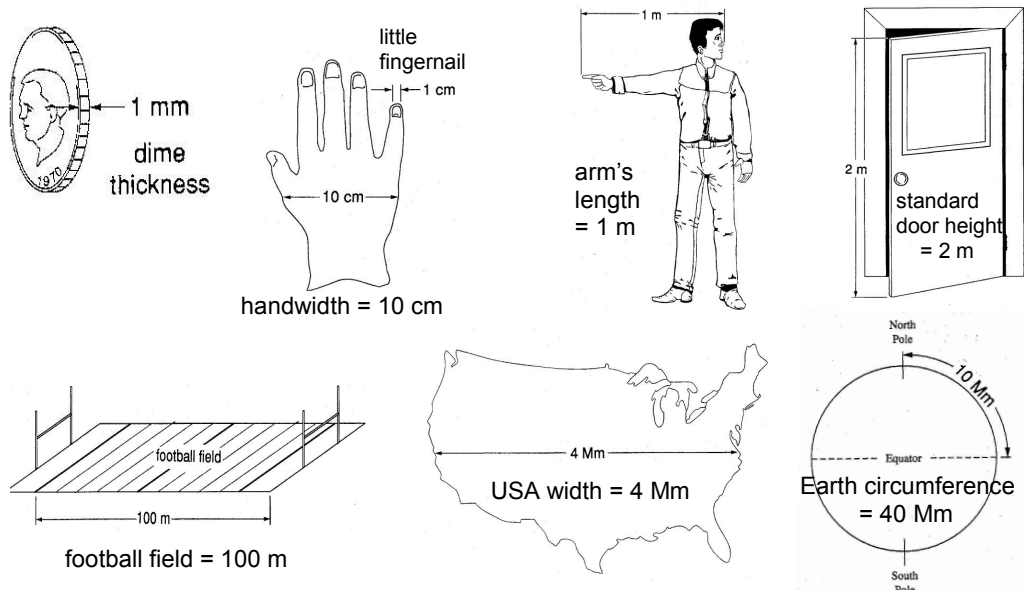 1 mm
dime
thickness
1970
little
fingernail
1 cm
10 cm
handwidth = 10 cm
1 m
arm's
length
= 1 m
2 m
standard
door height
= 2 m
football field
100 m
football field = 100 m
4 Mm
USA width = 4 Mm
North
Pole
10 Mm
Equator
Earth circumference
= 40 Mm
South
Pole